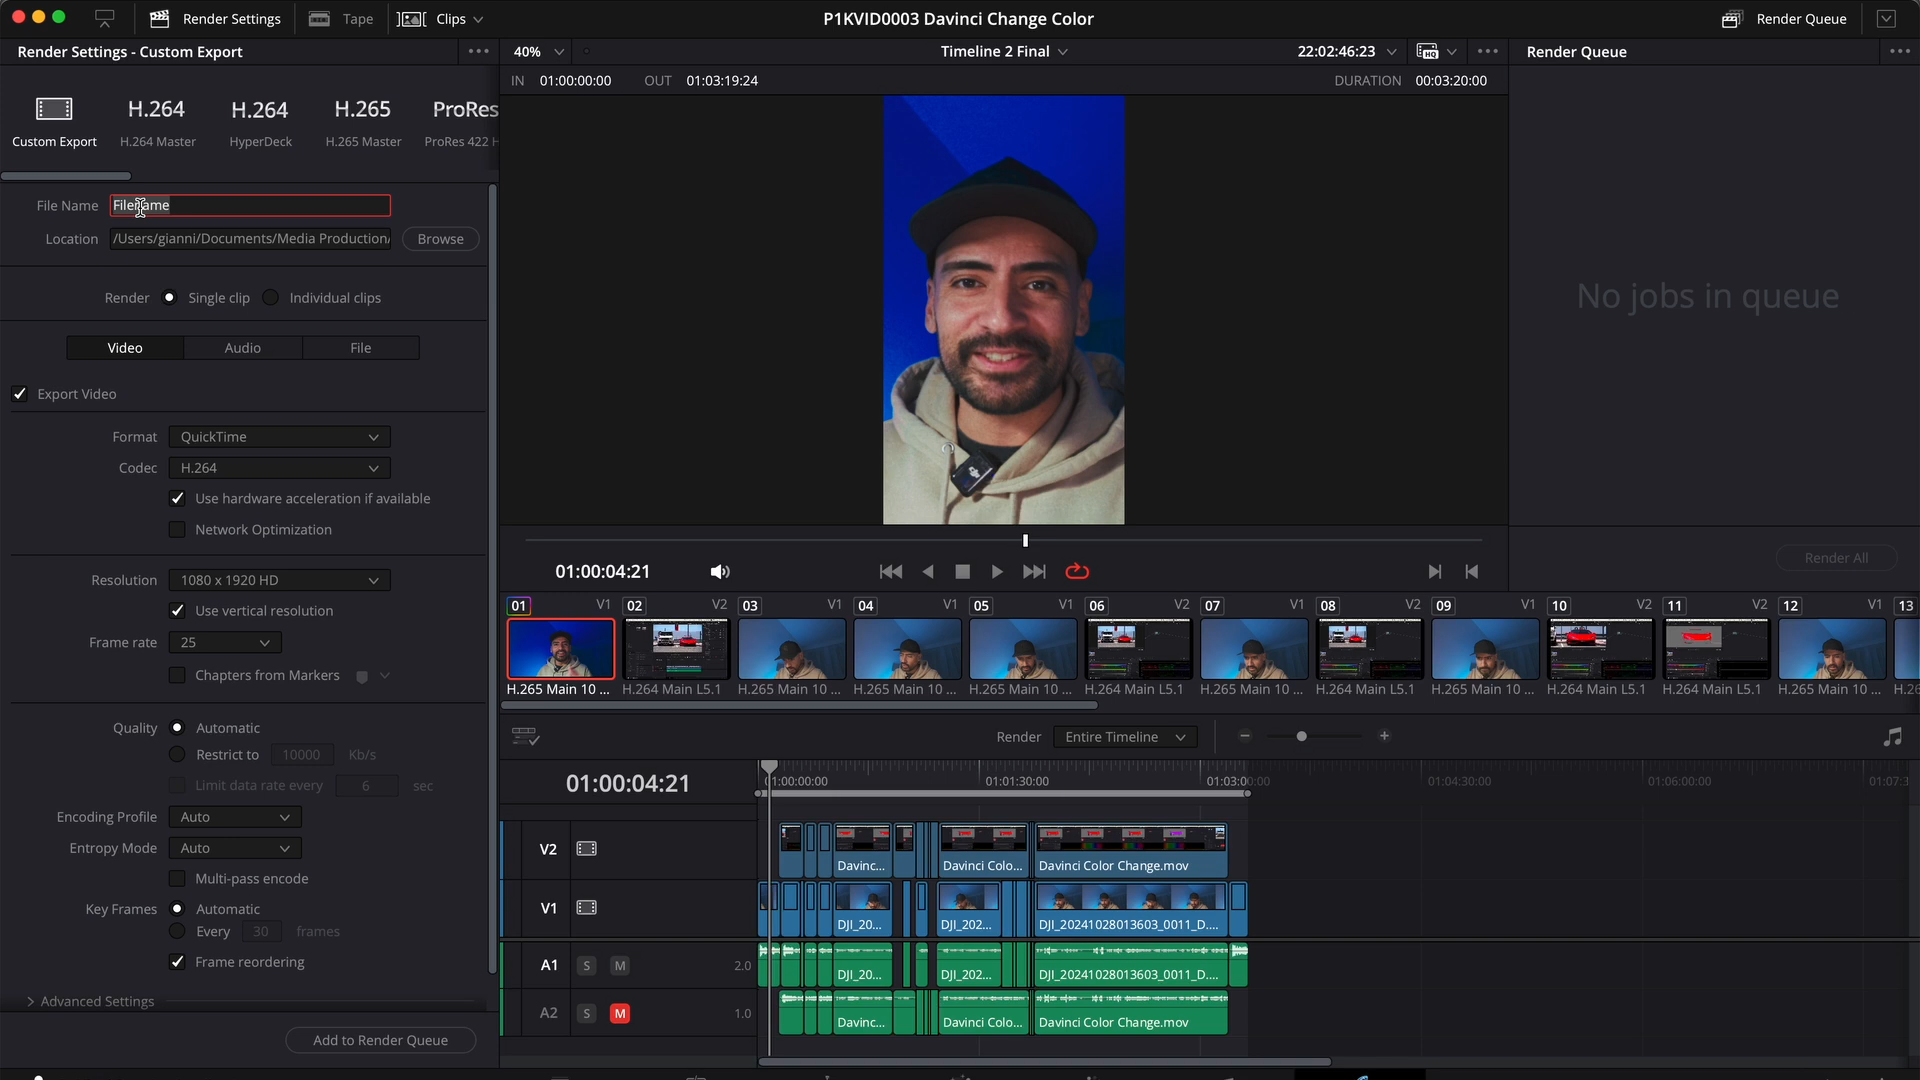 Render Settings
Tape
Clips
P1KVID0003 Davinci Change Color
Render Queue
Render Settings - Custom Export
40%
Timeline 2 Final
22:02:46:23
Render Queue
IN 01:00:00:00 OUT 01:03:19:24
DURATION 00:03:20:00
H.264
H.264
H.265
ProRes
Custom Export
H.264 Master
HyperDeck
H.265 Master
ProRes 422 H
File Name
Location /Users/gianni/Documents/Media Production/ Browse
Render Single clip Individual clips
Video Audio File
Export Video
Format QuickTime
Codec H.264
Use hardware acceleration if available
Network Optimization
Resolution 1080 x 1920 HD
Use vertical resolution
Frame rate 25
Chapters from Markers
Quality Automatic
Restrict to 10000 Kb/s
Limit data rate every 6 sec
Encoding Profile Auto
Entropy Mode Auto
Multi-pass encode
Key Frames Automatic
Every 30 frames
Frame reordering
Advanced Settings
Add to Render Queue
No jobs in queue
Render All
01:00:04:21
01 V1 02 V2 03 V1 04 V1 05 V1 06 V2 07 V1 08 V2 09 V1 10 V2 11 V2 12 V1 13
H.265 Main 10 ... H.264 Main L5.1 H.265 Main 10 ... H.265 Main 10 ... H.265 Main 10 ... H.264 Main L5.1 H.265 Main 10 ... H.264 Main L5.1 H.265 Main 10 ... H.264 Main L5.1 H.264 Main L5.1 H.265 Main 10 ... H.26
Render Entire Timeline
01:00:04:21
01:00:00:00 01:01:30:00 01:03:00:00 01:04:30:00 01:06:00:00 01:07:3
V2
Davinc... Davinci Colo... Davinci Color Change.mov
V1
DJI_20... DJI_202... DJI_20241028013603_0011_D....
A1 S M 2.0
DJI_20... DJI_202... DJI_20241028013603_0011_D....
A2 S M 1.0
Davinc... Davinci Colo... Davinci Color Change.mov